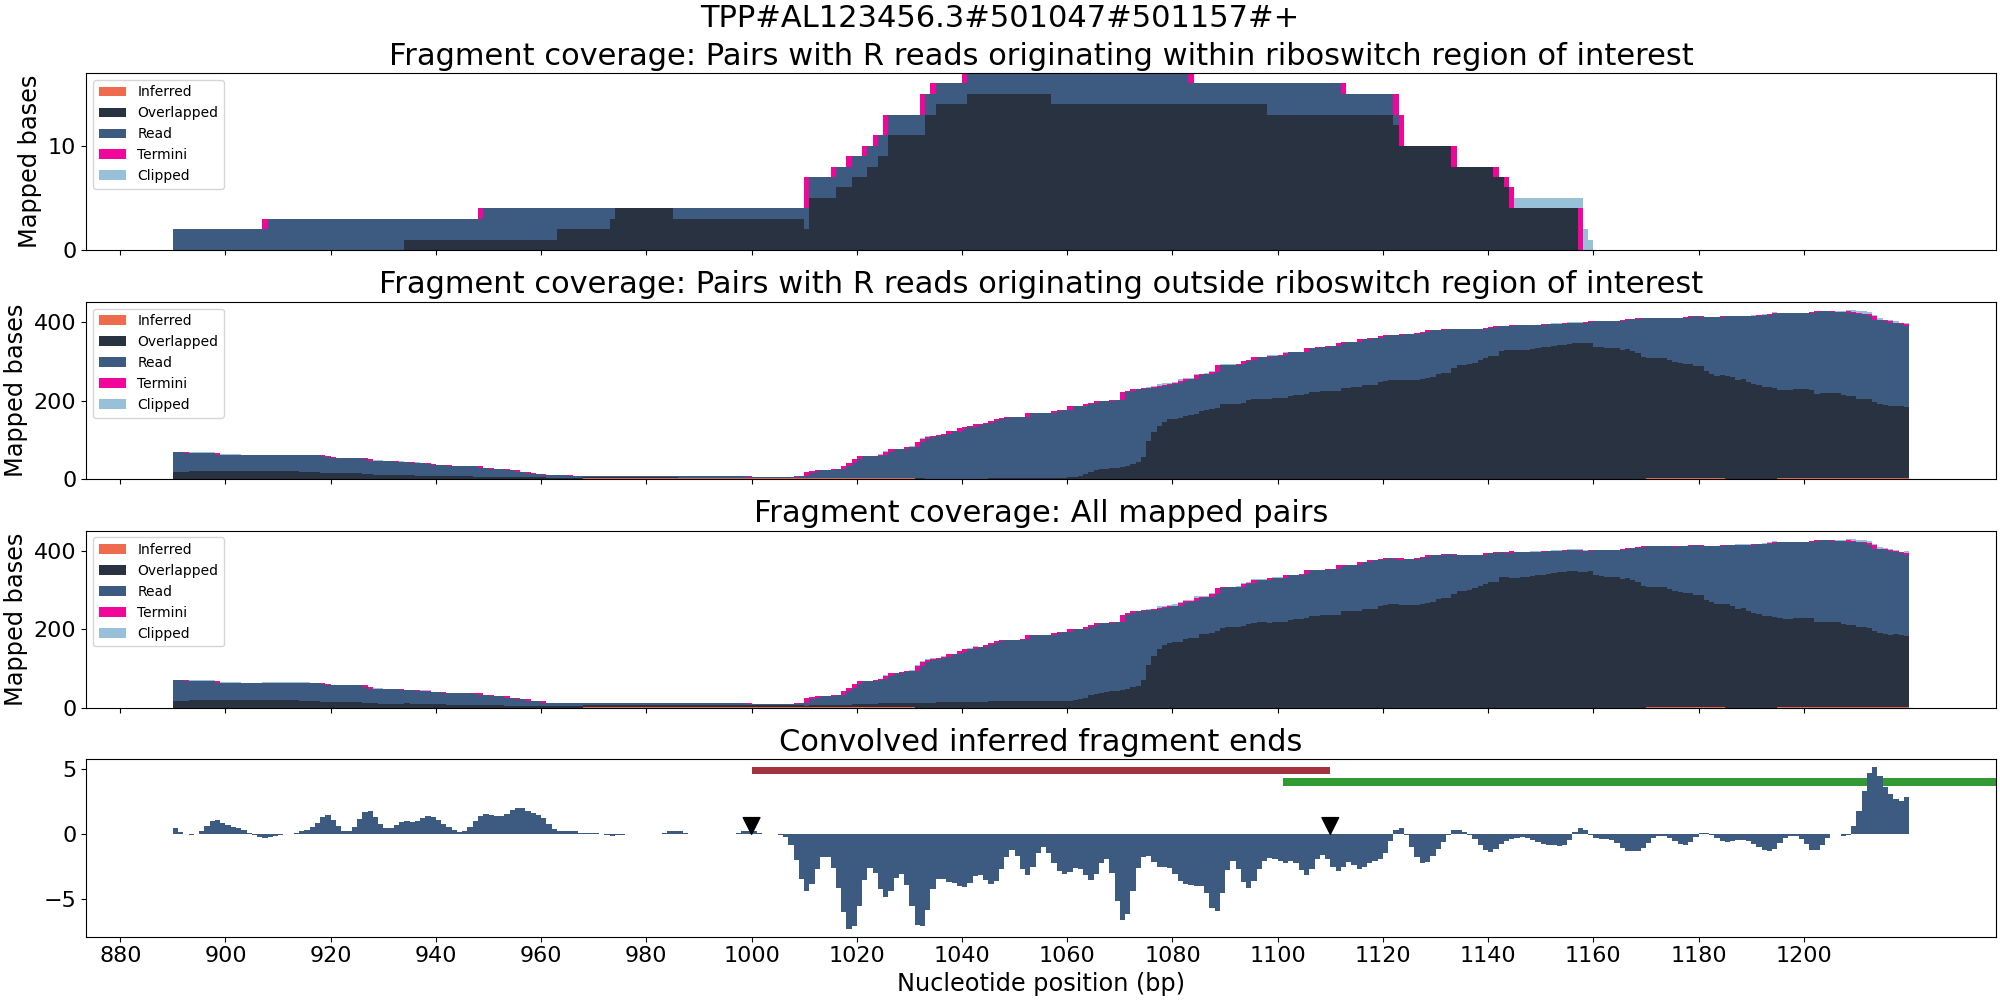 TPP#AL123456.3#501047#501157#+
Fragment coverage: Pairs with R reads originating within riboswitch region of interest
Mapped bases
10
0
Inferred
Overlapped
Read
Termini
Clipped
Fragment coverage: Pairs with R reads originating outside riboswitch region of interest
Mapped bases
400
200
0
Inferred
Overlapped
Read
Termini
Clipped
Fragment coverage: All mapped pairs
Mapped bases
400
200
0
Inferred
Overlapped
Read
Termini
Clipped
Convolved inferred fragment ends
5
0
−5
880 900 920 940 960 980 1000 1020 1040 1060 1080 1100 1120 1140 1160 1180 1200
Nucleotide position (bp)